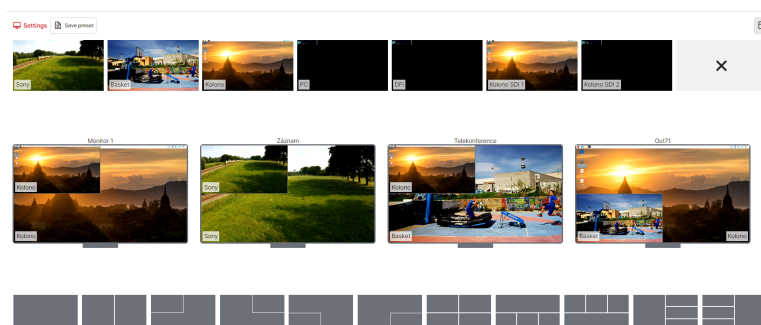 Settings Save preset
Sony Basket Kolono PC DFI Kolono SDI 1 Kolono SDI 2
Monitor 1 Záznam Telekonference Out71
Kolono Sony Kolono
Kolono Sony Basket Basket Kolono